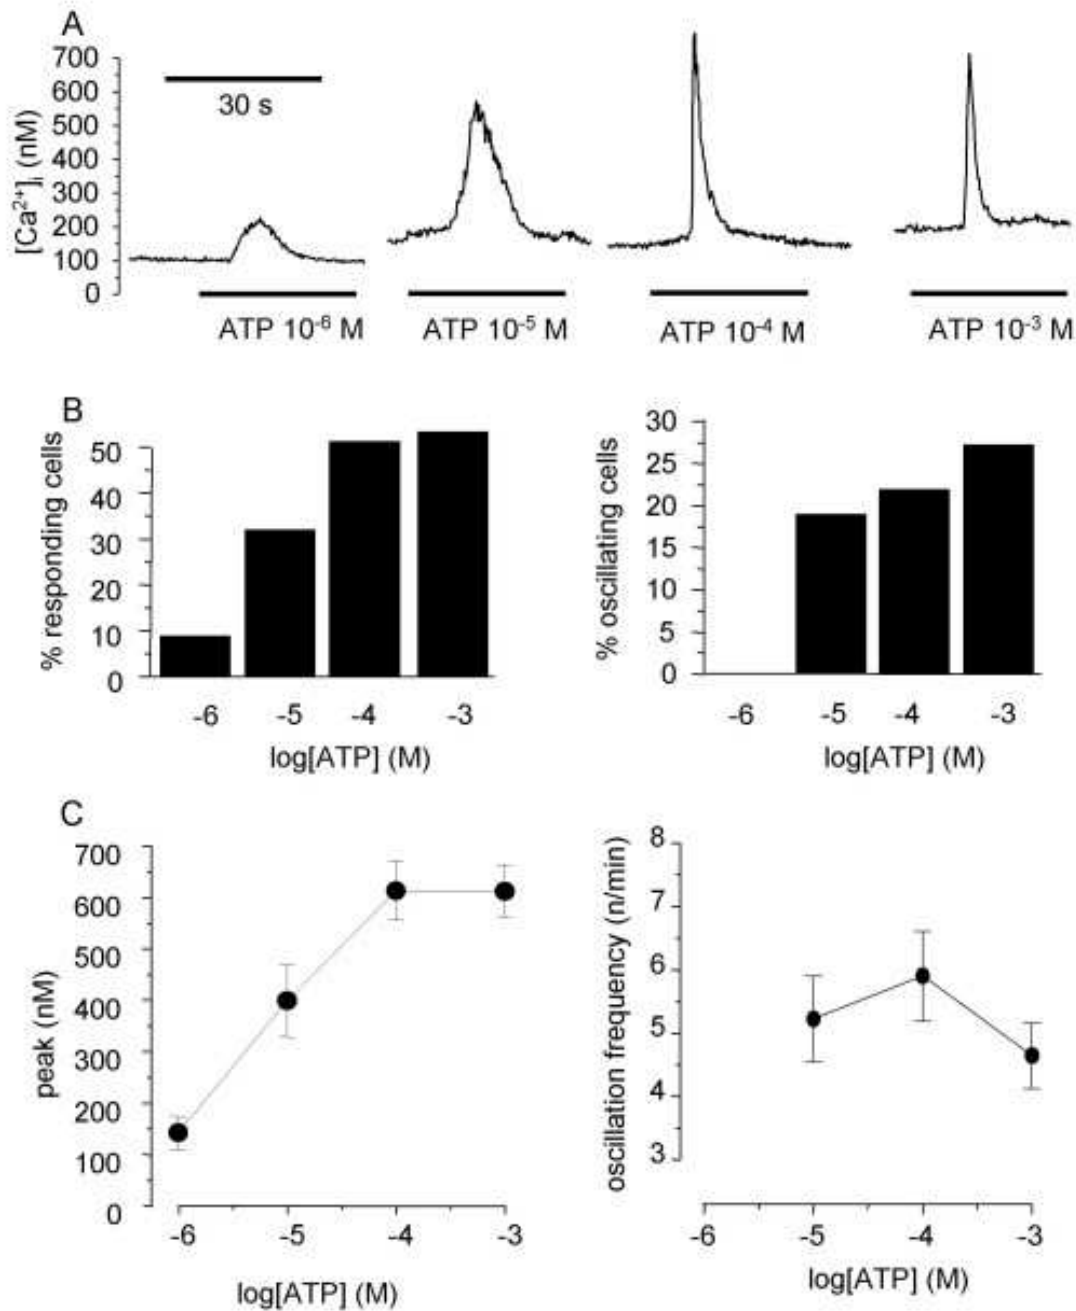 A
700
600
500
400
300
200
100
0
[Ca²⁺]ᵢ (nM)
30 s
ATP 10⁻⁶ M
ATP 10⁻⁵ M
ATP 10⁻⁴ M
ATP 10⁻³ M
B
50
40
30
20
10
0
% responding cells
-6 -5 -4 -3
log[ATP] (M)
30
25
20
15
10
5
0
% oscillating cells
-6 -5 -4 -3
log[ATP] (M)
C
700
600
500
400
300
200
100
0
peak (nM)
-6 -5 -4 -3
log[ATP] (M)
8
7
6
5
4
3
oscillation frequency (n/min)
-6 -5 -4 -3
log[ATP] (M)